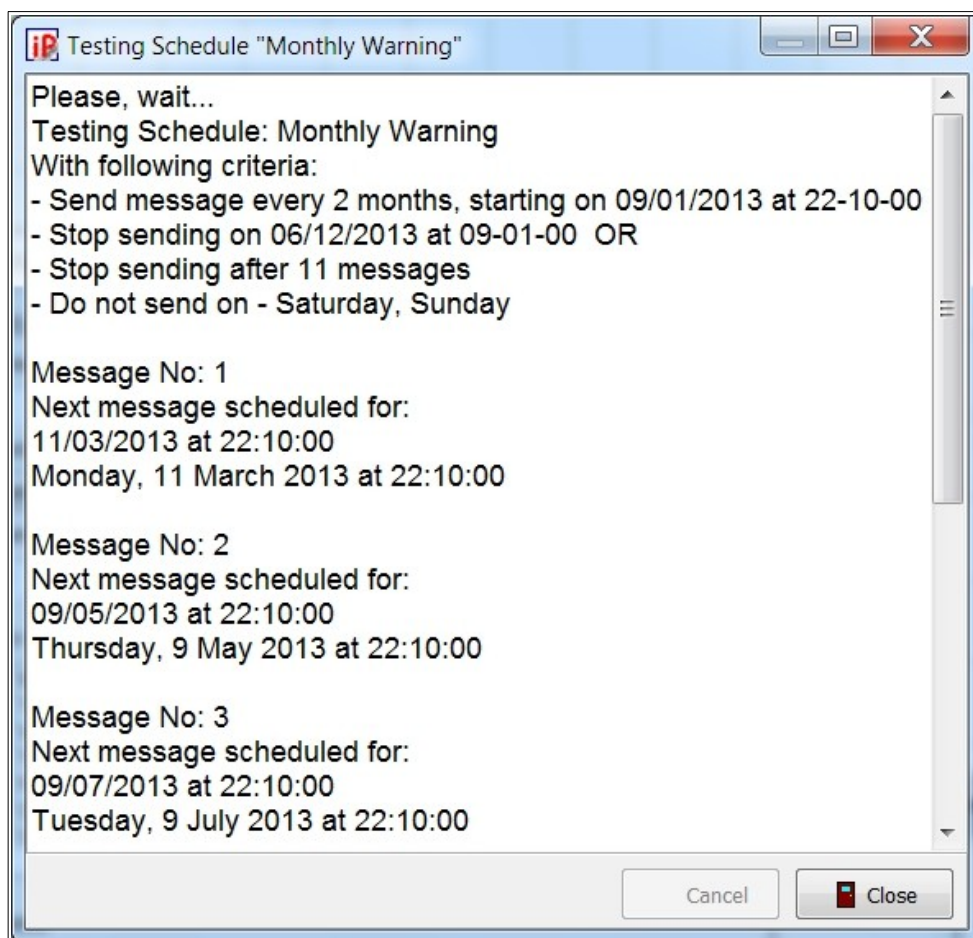 iP Testing Schedule "Monthly Warning"
Please, wait...
Testing Schedule: Monthly Warning
With following criteria:
- Send message every 2 months, starting on 09/01/2013 at 22-10-00
- Stop sending on 06/12/2013 at 09-01-00  OR
- Stop sending after 11 messages
- Do not send on - Saturday, Sunday
Message No: 1
Next message scheduled for:
11/03/2013 at 22:10:00
Monday, 11 March 2013 at 22:10:00
Message No: 2
Next message scheduled for:
09/05/2013 at 22:10:00
Thursday, 9 May 2013 at 22:10:00
Message No: 3
Next message scheduled for:
09/07/2013 at 22:10:00
Tuesday, 9 July 2013 at 22:10:00
Cancel Close